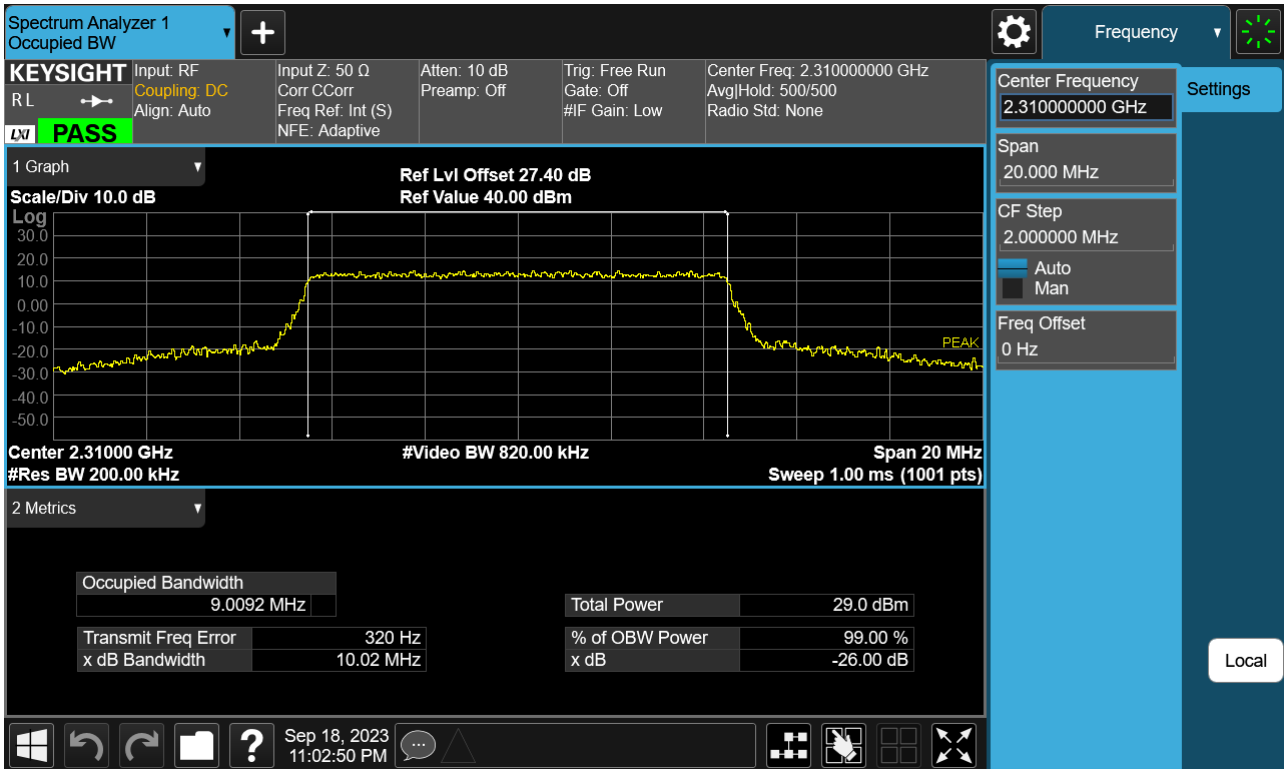 Spectrum Analyzer 1
Occupied BW
Frequency
KEYSIGHT
R L
LXI
PASS
Input: RF
Coupling: DC
Align: Auto
Input Z: 50 Ω
Corr CCorr
Freq Ref: Int (S)
NFE: Adaptive
Atten: 10 dB
Preamp: Off
Trig: Free Run
Gate: Off
#IF Gain: Low
Center Freq: 2.310000000 GHz
Avg|Hold: 500/500
Radio Std: None
Center Frequency
2.310000000 GHz
Settings
Span
20.000 MHz
CF Step
2.000000 MHz
Auto
Man
Freq Offset
0 Hz
1 Graph
Ref Lvl Offset 27.40 dB
Scale/Div 10.0 dB
Ref Value 40.00 dBm
Log
30.0
20.0
10.0
0.00
-10.0
-20.0
-30.0
-40.0
-50.0
PEAK
Center 2.31000 GHz
#Video BW 820.00 kHz
Span 20 MHz
#Res BW 200.00 kHz
Sweep 1.00 ms (1001 pts)
2 Metrics
Occupied Bandwidth
9.0092 MHz
Total Power 29.0 dBm
Transmit Freq Error 320 Hz
% of OBW Power 99.00 %
x dB Bandwidth 10.02 MHz
x dB -26.00 dB
Local
?
Sep 18, 2023
11:02:50 PM